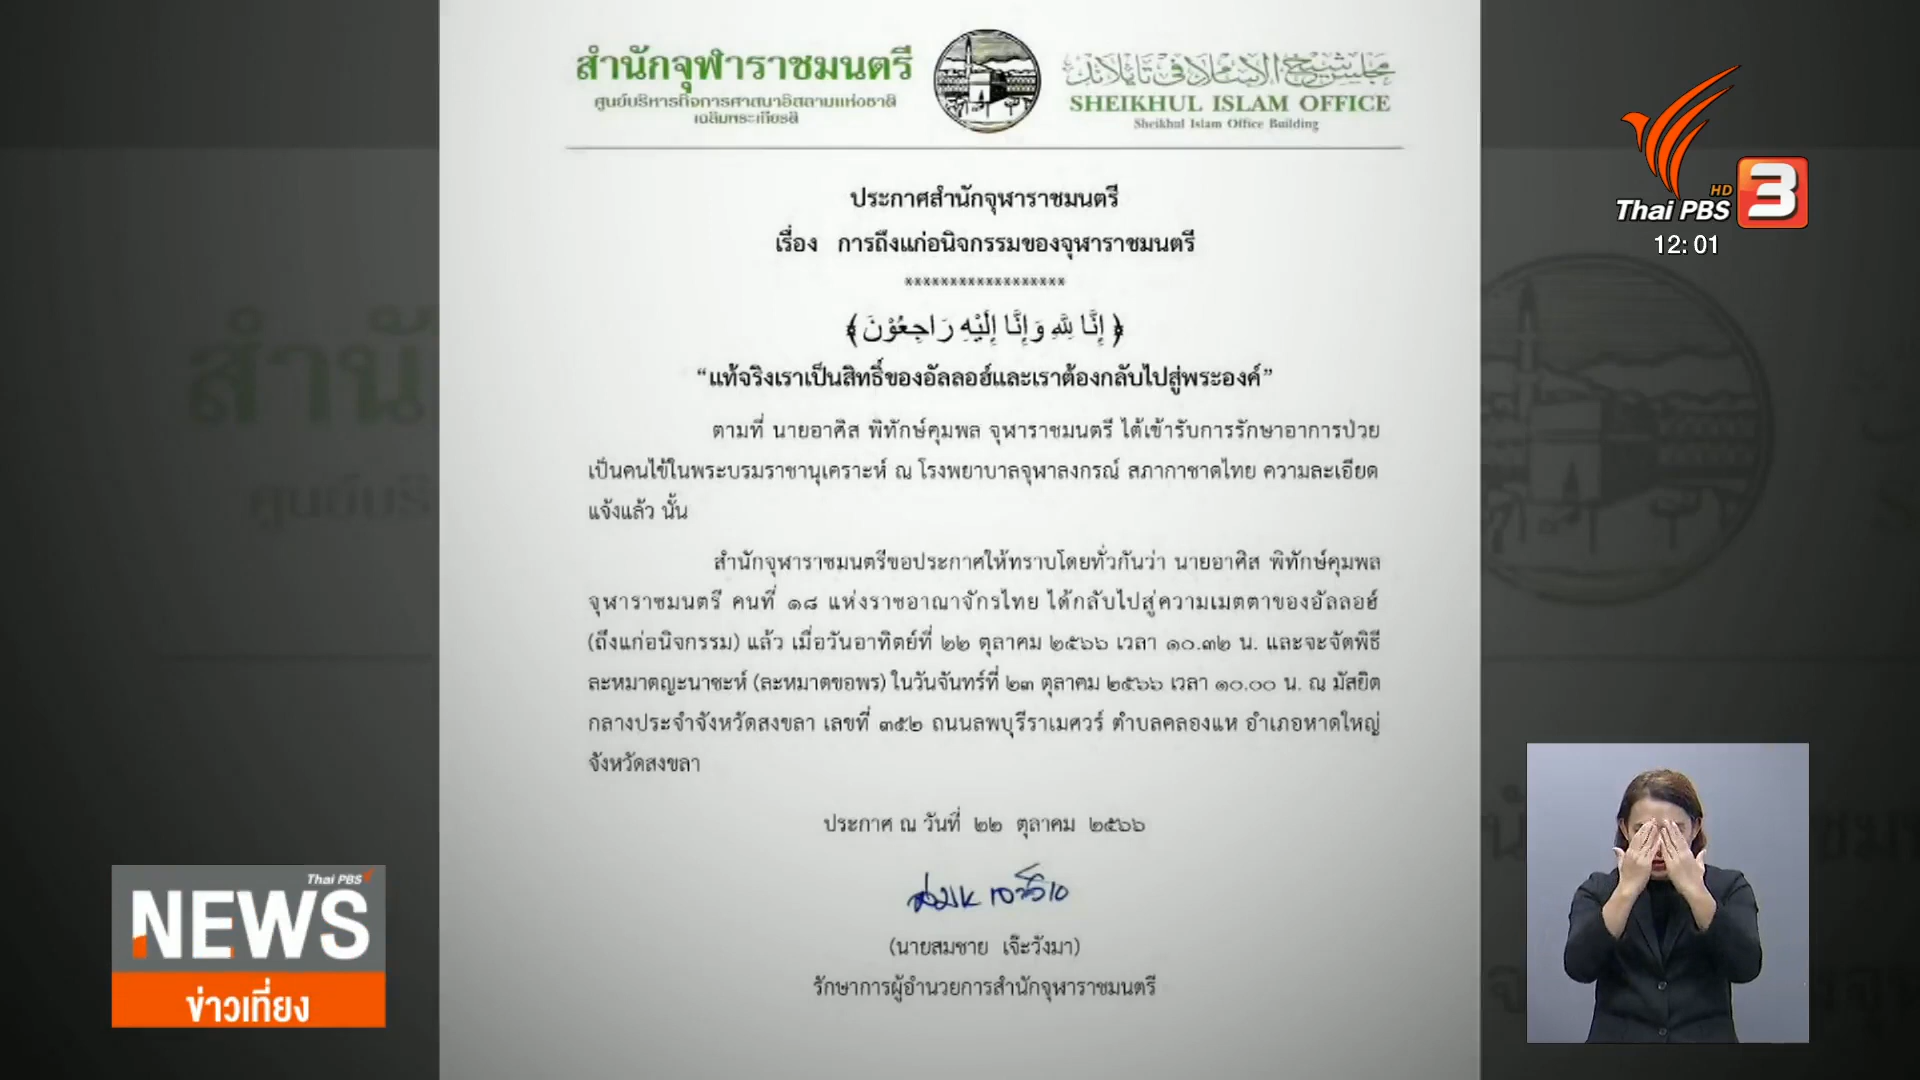 สำนักจุฬาราชมนตรี
ศูนย์บริหารกิจการศาสนาอิสลามแห่งชาติ
เฉลิมพระเกียรติ
مجلس شيخ الإسلام في تايلاند
SHEIKHUL ISLAM OFFICE
Sheikhul Islam Office Building
ประกาศสำนักจุฬาราชมนตรี
เรื่อง การถึงแก่อนิจกรรมของจุฬาราชมนตรี
******************
﴿ إِنَّا لِلَّهِ وَإِنَّا إِلَيْهِ رَاجِعُوْنَ ﴾
“แท้จริงเราเป็นสิทธิ์ของอัลลอฮ์และเราต้องกลับไปสู่พระองค์”
ตามที่ นายอาศิส พิทักษ์คุมพล จุฬาราชมนตรี ได้เข้ารับการรักษาอาการป่วย
เป็นคนไข้ในพระบรมราชานุเคราะห์ ณ โรงพยาบาลจุฬาลงกรณ์ สภากาชาดไทย ความละเอียด
แจ้งแล้ว นั้น
สำนักจุฬาราชมนตรีขอประกาศให้ทราบโดยทั่วกันว่า นายอาศิส พิทักษ์คุมพล
จุฬาราชมนตรี คนที่ ๑๘ แห่งราชอาณาจักรไทย ได้กลับไปสู่ความเมตตาของอัลลอฮ์
(ถึงแก่อนิจกรรม) แล้ว เมื่อวันอาทิตย์ที่ ๒๒ ตุลาคม ๒๕๖๖ เวลา ๑๐.๓๒ น. และจะจัดพิธี
ละหมาดญะนาซะห์ (ละหมาดขอพร) ในวันจันทร์ที่ ๒๓ ตุลาคม ๒๕๖๖ เวลา ๑๐.๐๐ น. ณ มัสยิด
กลางประจำจังหวัดสงขลา เลขที่ ๓๕๒ ถนนลพบุรีราเมศวร์ ตำบลคลองแห อำเภอหาดใหญ่
จังหวัดสงขลา
ประกาศ ณ วันที่ ๒๒ ตุลาคม ๒๕๖๖
(นายสมชาย เจ๊ะวังมา)
รักษาการผู้อำนวยการสำนักจุฬาราชมนตรี
Thai PBS HD 3
12:01
Thai PBS
NEWS
ข่าวเที่ยง